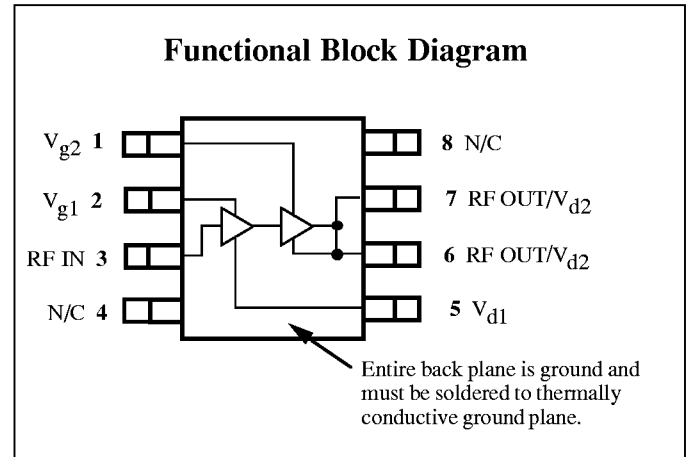 Functional Block Diagram
Vg2 1
8 N/C
Vg1 2
7 RF OUT/Vd2
RF IN 3
6 RF OUT/Vd2
N/C 4
5 Vd1
Entire back plane is ground and
must be soldered to thermally
conductive ground plane.